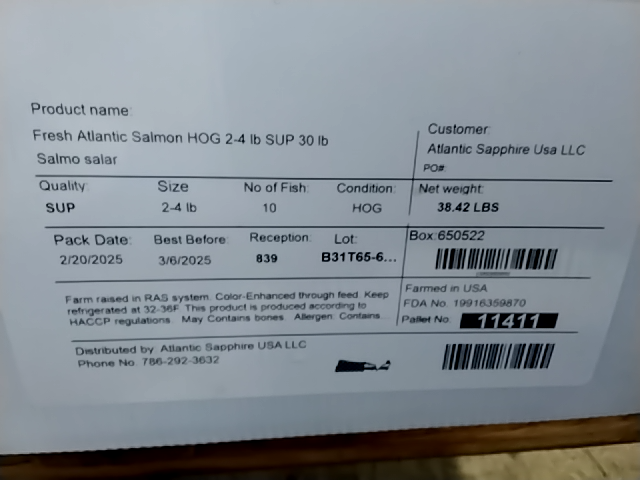 Product name:
Fresh Atlantic Salmon HOG 2-4 lb SUP 30 lb
Salmo salar
Customer:
Atlantic Sapphire Usa LLC
PO#:
Quality: Size No of Fish: Condition: Net weight:
SUP 2-4 lb 10 HOG 38.42 LBS
Pack Date: Best Before: Reception: Lot: Box:650522
2/20/2025 3/6/2025 839 B31T65-6...
Farm raised in RAS system. Color-Enhanced through feed. Keep
refrigerated at 32-36F. This product is produced according to
HACCP regulations. May Contains bones. Allergen: Contains...
Farmed in USA
FDA No. 19916359870
Pallet No: 11411
Distributed by: Atlantic Sapphire USA LLC
Phone No: 786-292-3632